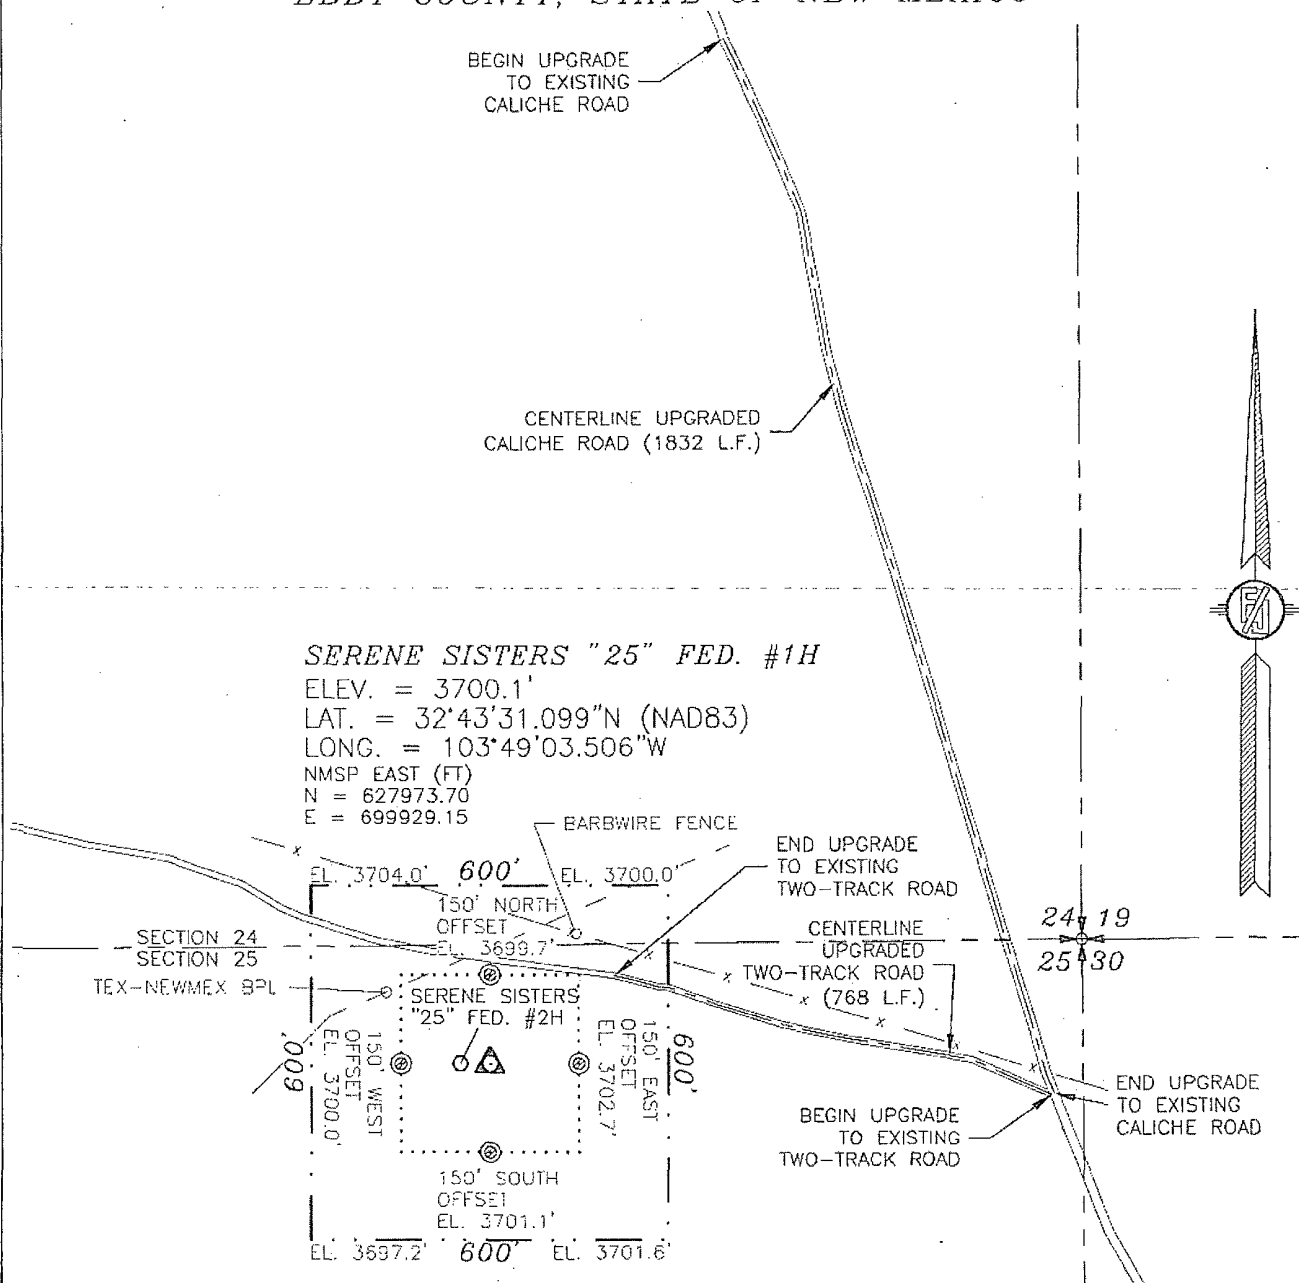 EDDY COUNTY, STATE OF NEW MEXICO
BEGIN UPGRADE
TO EXISTING
CALICHE ROAD
CENTERLINE UPGRADED
CALICHE ROAD (1832 L.F.)
SERENE SISTERS "25" FED. #1H
ELEV. = 3700.1'
LAT. = 32°43'31.099"N (NAD83)
LONG. = 103°49'03.506"W
NMSP EAST (FT)
N = 627973.70
E = 699929.15
BARBWIRE FENCE
END UPGRADE
TO EXISTING
TWO-TRACK ROAD
EL. 3704.0' 600' EL. 3700.0'
150' NORTH
OFFSET
EL. 3699.7'
CENTERLINE
UPGRADED
TWO-TRACK ROAD
(768 L.F.)
24 19
25 30
SECTION 24
SECTION 25
TEX-NEWMEX BPL
SERENE SISTERS
"25" FED. #2H
600'
150' WEST
OFFSET
EL. 3700.0'
150' EAST
OFFSET
EL. 3702.7'
600'
END UPGRADE
TO EXISTING
CALICHE ROAD
BEGIN UPGRADE
TO EXISTING
TWO-TRACK ROAD
150' SOUTH
OFFSET
EL. 3701.1'
EL. 3697.2' 600' EL. 3701.6'